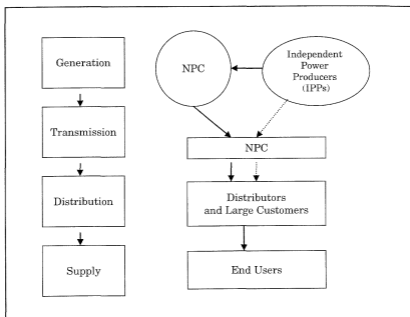 Generation
Transmission
Distribution
Supply
NPC
Independent
Power
Producers
(IPPs)
NPC
Distributors
and Large Customers
End Users